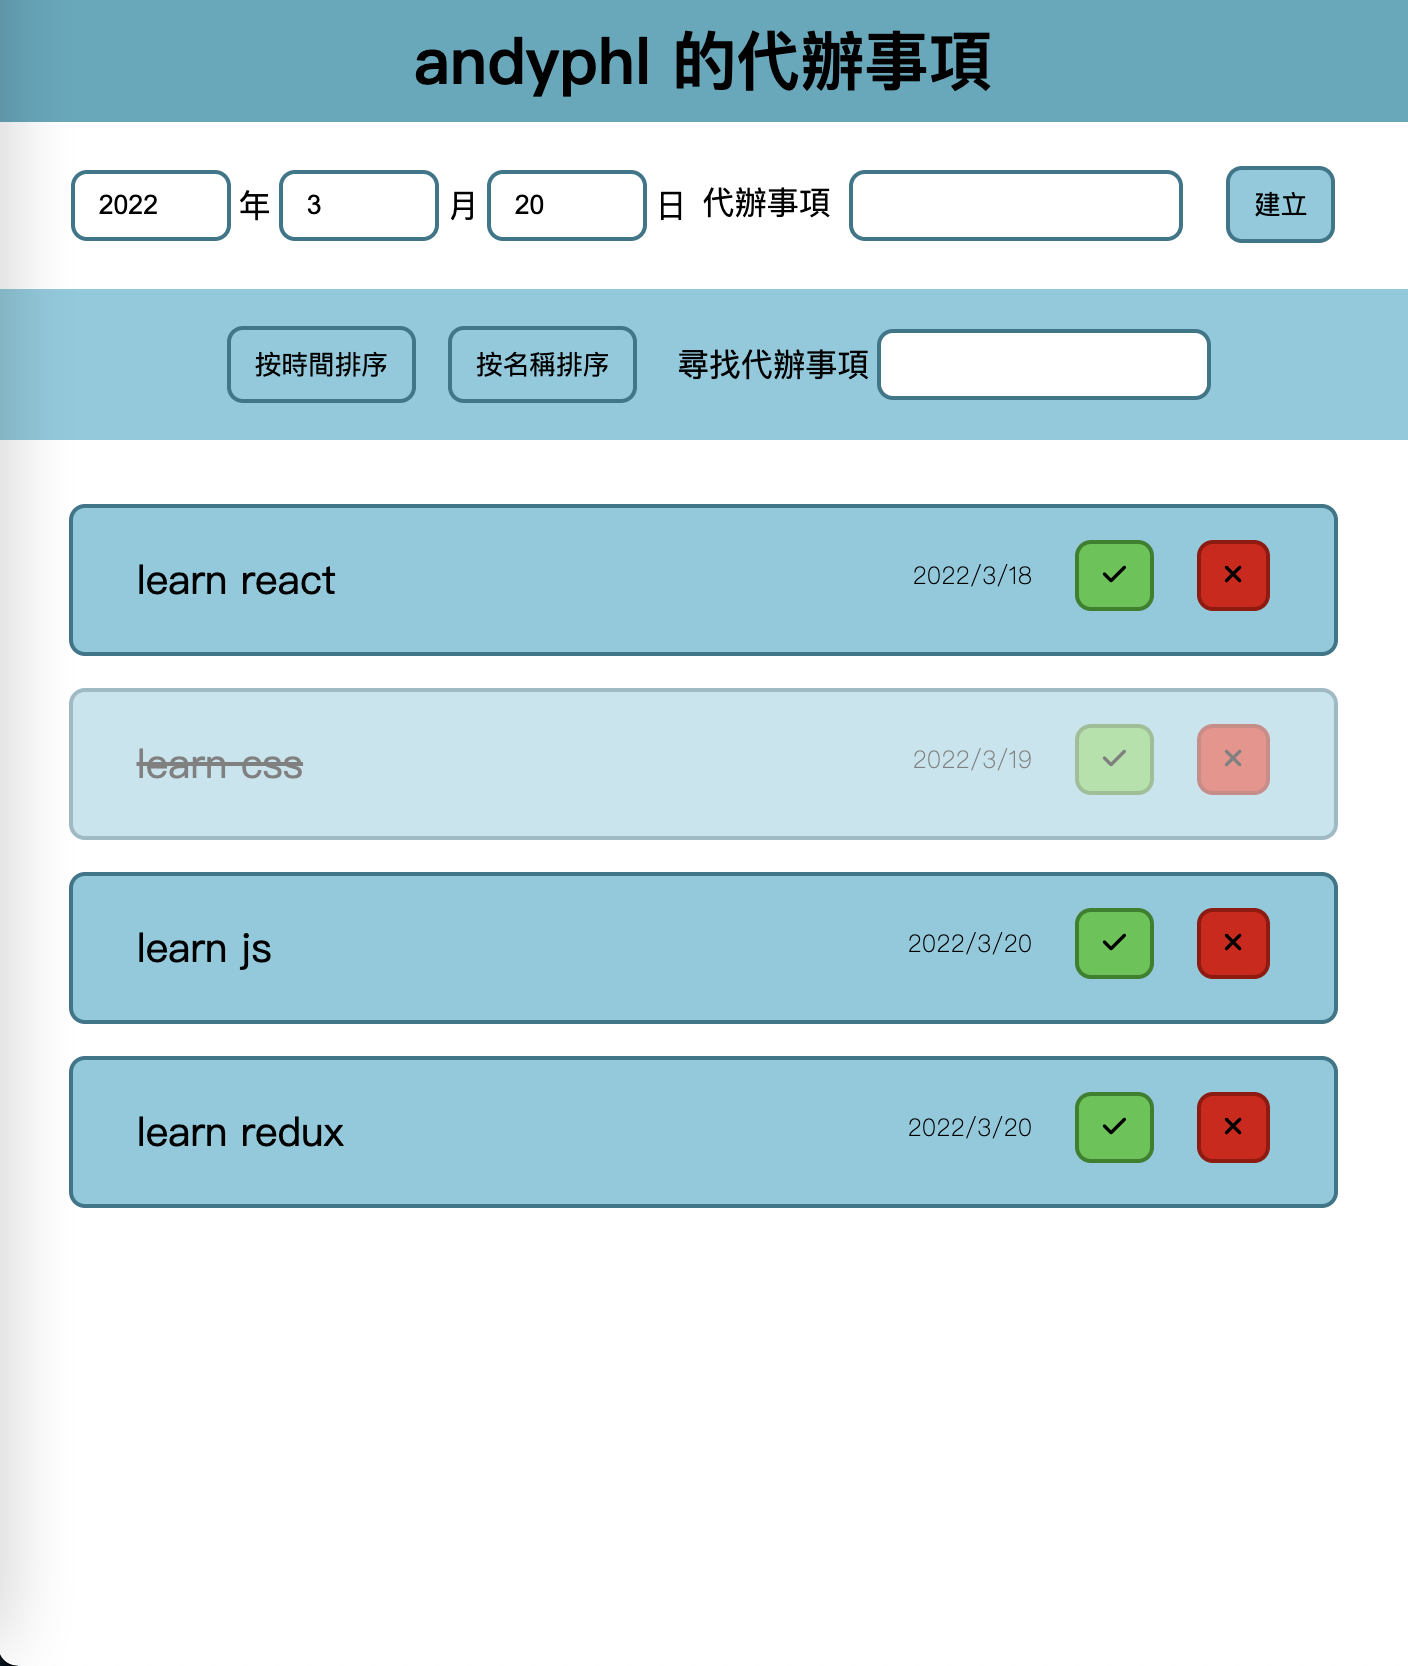 andyphl 的代辦事項
2022 年 3 月 20 日 代辦事項 建立
按時間排序 按名稱排序 尋找代辦事項
learn react 2022/3/18
learn css 2022/3/19
learn js 2022/3/20
learn redux 2022/3/20